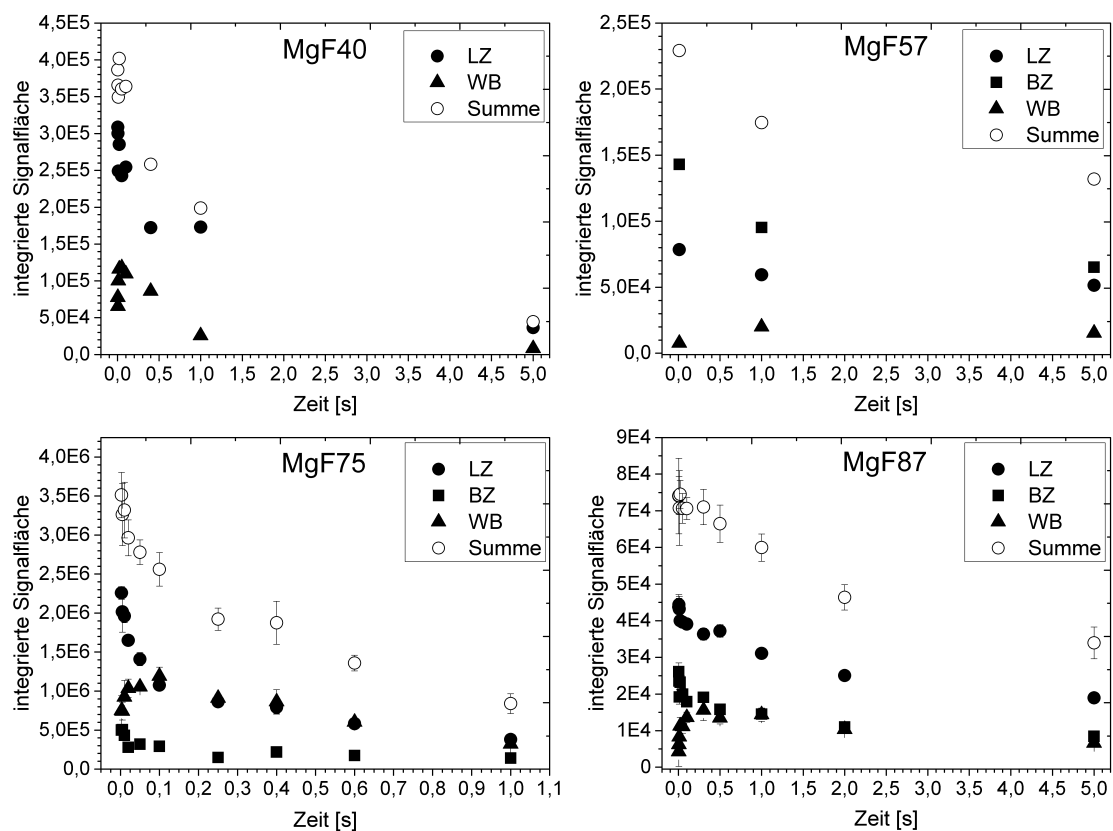 MgF40
LZ
WB
Summe
4,5E5
4,0E5
3,5E5
3,0E5
2,5E5
2,0E5
1,5E5
1,0E5
5,0E4
0,0
integrierte Signalfläche
0,0 0,5 1,0 1,5 2,0 2,5 3,0 3,5 4,0 4,5 5,0
Zeit [s]
MgF57
LZ
BZ
WB
Summe
2,5E5
2,0E5
1,5E5
1,0E5
5,0E4
0,0
integrierte Signalfläche
0,0 0,5 1,0 1,5 2,0 2,5 3,0 3,5 4,0 4,5 5,0
Zeit [s]
MgF75
LZ
BZ
WB
Summe
4,0E6
3,5E6
3,0E6
2,5E6
2,0E6
1,5E6
1,0E6
5,0E5
0,0
integrierte Signalfläche
0,0 0,1 0,2 0,3 0,4 0,5 0,6 0,7 0,8 0,9 1,0 1,1
Zeit [s]
MgF87
LZ
BZ
WB
Summe
9E4
8E4
7E4
6E4
5E4
4E4
3E4
2E4
1E4
0
integrierte Signalfläche
0,0 0,5 1,0 1,5 2,0 2,5 3,0 3,5 4,0 4,5 5,0
Zeit [s]